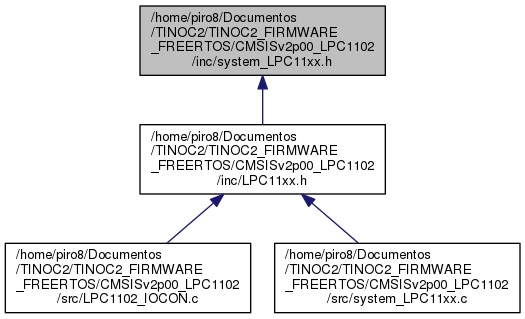 /home/piro8/Documentos
/TINOC2/TINOC2_FIRMWARE
_FREERTOS/CMSISv2p00_LPC1102
/inc/system_LPC11xx.h
/home/piro8/Documentos
/TINOC2/TINOC2_FIRMWARE
_FREERTOS/CMSISv2p00_LPC1102
/inc/LPC11xx.h
/home/piro8/Documentos
/TINOC2/TINOC2_FIRMWARE
_FREERTOS/CMSISv2p00_LPC1102
/src/LPC1102_IOCON.c
/home/piro8/Documentos
/TINOC2/TINOC2_FIRMWARE
_FREERTOS/CMSISv2p00_LPC1102
/src/system_LPC11xx.c